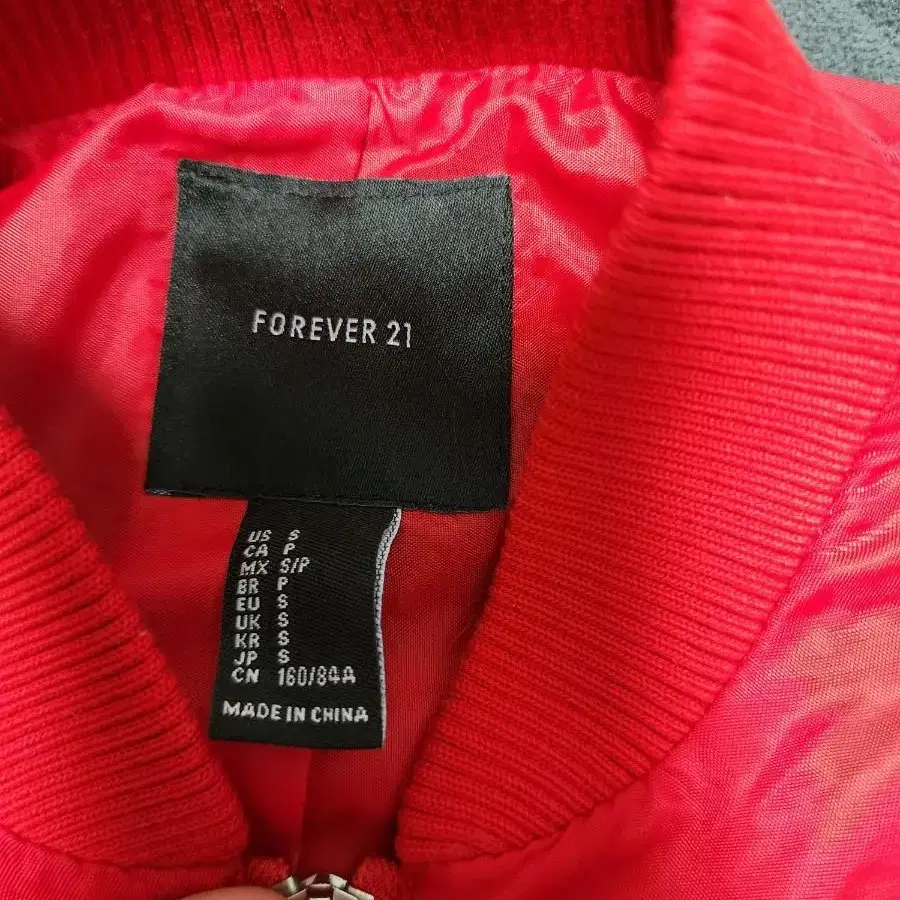 FOREVER 21
US S
CA P
MX S/P
BR P
EU S
UK S
KR S
JP S
CN 160/84A
MADE IN CHINA